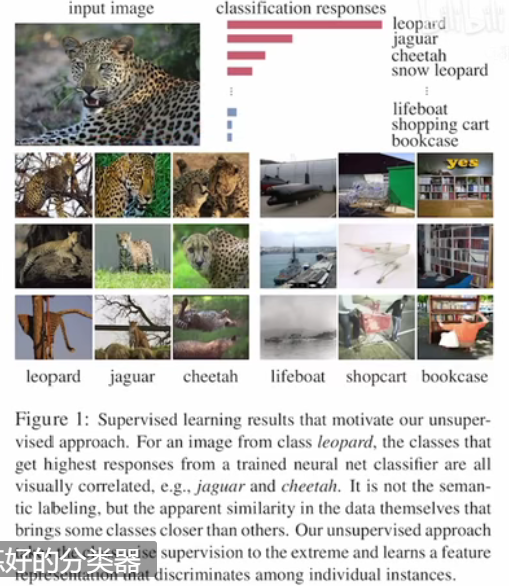 input image
classification responses
leopard
jaguar
cheetah
snow leopard
lifeboat
shopping cart
bookcase
yes
leopard jaguar cheetah lifeboat shopcart bookcase
Figure 1: Supervised learning results that motivate our unsuper-
vised approach. For an image from class leopard, the classes that
get highest responses from a trained neural net classifier are all
visually correlated, e.g., jaguar and cheetah. It is not the seman-
tic labeling, but the apparent similarity in the data themselves that
brings some classes closer than others. Our unsupervised approach
supervision to the extreme and learns a feature
representation that discriminates among individual instances.
好的分类器